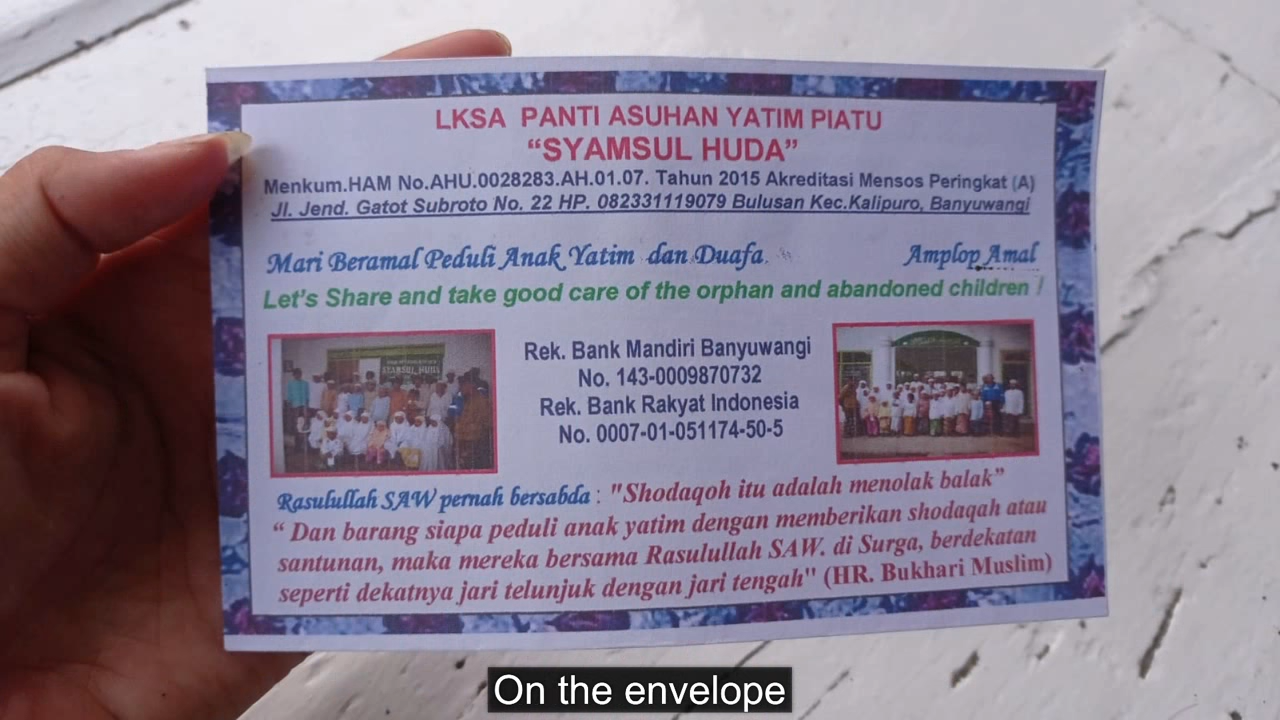 LKSA PANTI ASUHAN YATIM PIATU
“SYAMSUL HUDA”
Menkum.HAM No.AHU.0028283.AH.01.07. Tahun 2015 Akreditasi Mensos Peringkat (A)
Jl. Jend. Gatot Subroto No. 22 HP. 082331119079 Bulusan Kec.Kalipuro, Banyuwangi
Mari Beramal Peduli Anak Yatim dan Duafa.
Amplop Amal
Let’s Share and take good care of the orphan and abandoned children !
SYAMSUL HUDA
Rek. Bank Mandiri Banyuwangi
No. 143-0009870732
Rek. Bank Rakyat Indonesia
No. 0007-01-051174-50-5
Rasulullah SAW pernah bersabda : "Shodaqoh itu adalah menolak balak”
“ Dan barang siapa peduli anak yatim dengan memberikan shodaqah atau
santunan, maka mereka bersama Rasulullah SAW. di Surga, berdekatan
seperti dekatnya jari telunjuk dengan jari tengah" (HR. Bukhari Muslim)
On the envelope